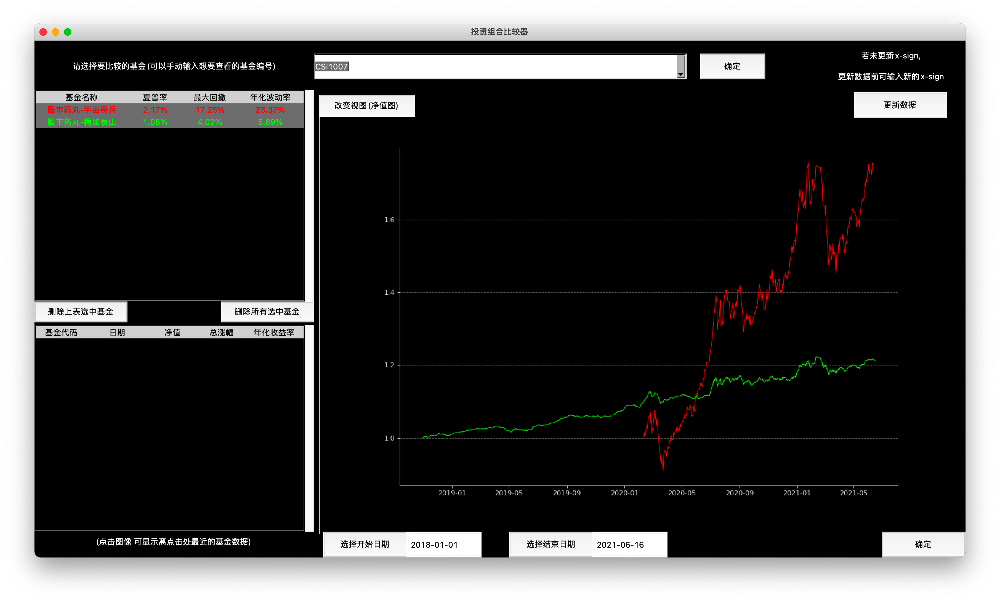 投资组合比较器
请选择要比较的基金(可以手动输入想要查看的基金编号)
CSI1007
确定
若未更新x-sign,
更新数据前可输入新的x-sign
基金名称 夏普率 最大回撤 年化波动率
股市药丸-宇宙奇兵 2.17% 17.25% 23.37%
股市药丸-稳如泰山 1.08% 4.02% 5.69%
改变视图(净值图)
更新数据
1.6
1.4
1.2
1.0
2019-01 2019-05 2019-09 2020-01 2020-05 2020-09 2021-01 2021-05
删除上表选中基金 删除所有选中基金
基金代码 日期 净值 总涨幅 年化收益率
(点击图像 可显示离点击处最近的基金数据)
选择开始日期 2018-01-01 选择结束日期 2021-06-16 确定